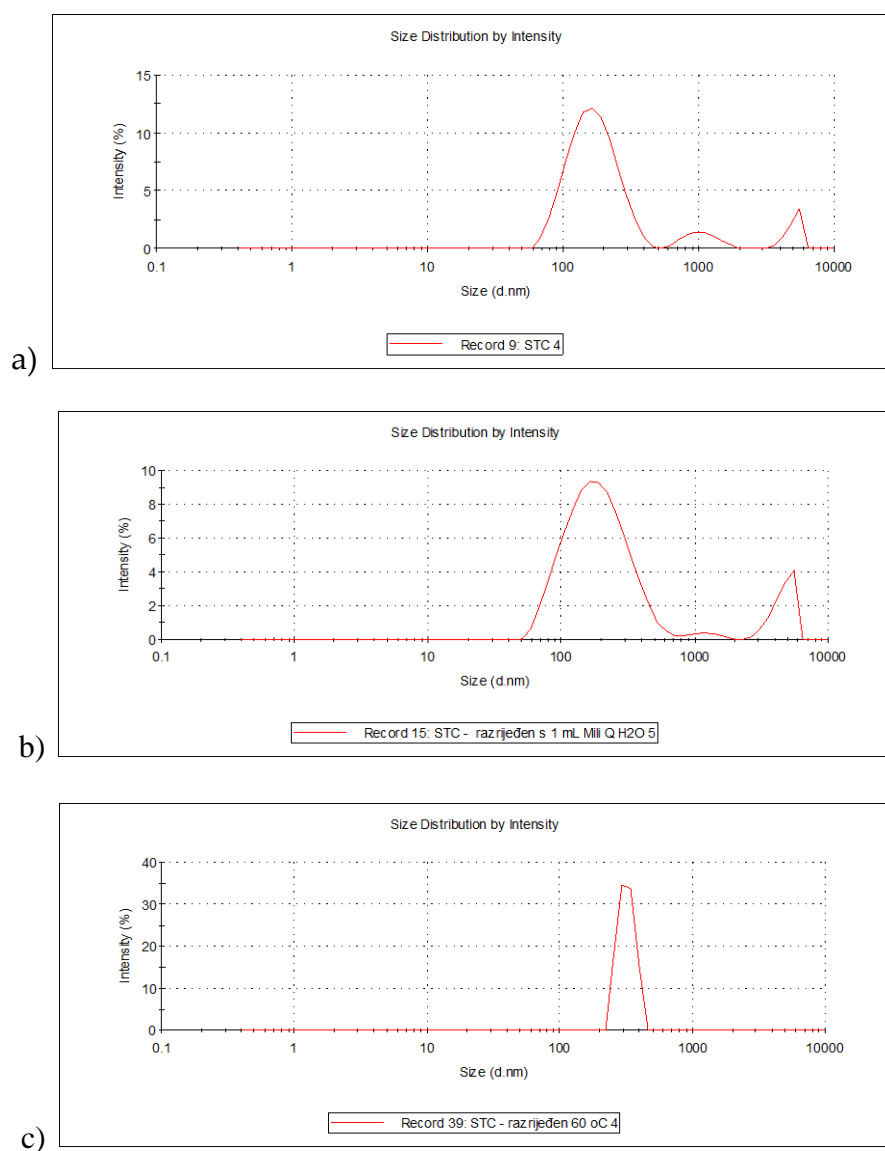 Size Distribution by Intensity
15
10
5
0
Intensity (%)
0.1 1 10 100 1000 10000
Size (d.nm)
Record 9: STC 4
a)
Size Distribution by Intensity
10
8
6
4
2
0
Intensity (%)
0.1 1 10 100 1000 10000
Size (d.nm)
Record 15: STC - razrijeđen s 1 mL Mili Q H2O 5
b)
Size Distribution by Intensity
40
30
20
10
0
Intensity (%)
0.1 1 10 100 1000 10000
Size (d.nm)
Record 39: STC - razrijeđen 60 oC 4
c)